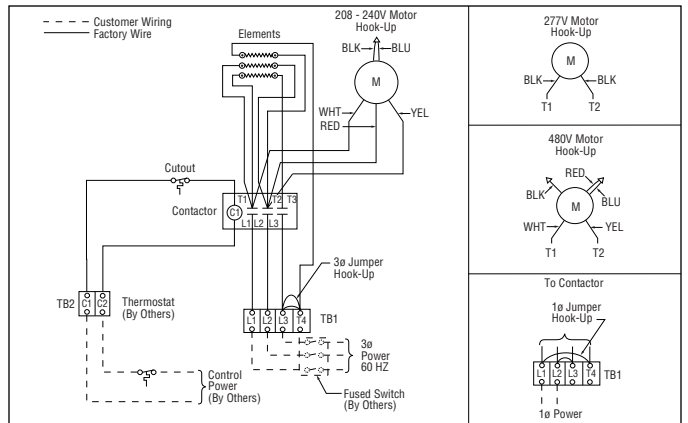 Customer Wiring
Factory Wire
Elements
208 - 240V Motor
Hook-Up
BLK
BLU
M
WHT
RED
YEL
Cutout
Contactor
C1
T1
T2
T3
L1
L2
L3
3ø Jumper
Hook-Up
TB2
C1
C2
Thermostat
(By Others)
L1
L2
L3
T4
TB1
3ø
Power
60 HZ
Control
Power
(By Others)
Fused Switch
(By Others)
277V Motor
Hook-Up
M
BLK
BLK
T1
T2
480V Motor
Hook-Up
RED
BLK
BLU
M
WHT
YEL
T1
T2
To Contactor
1ø Jumper
Hook-Up
L1
L2
L3
T4
TB1
1ø Power